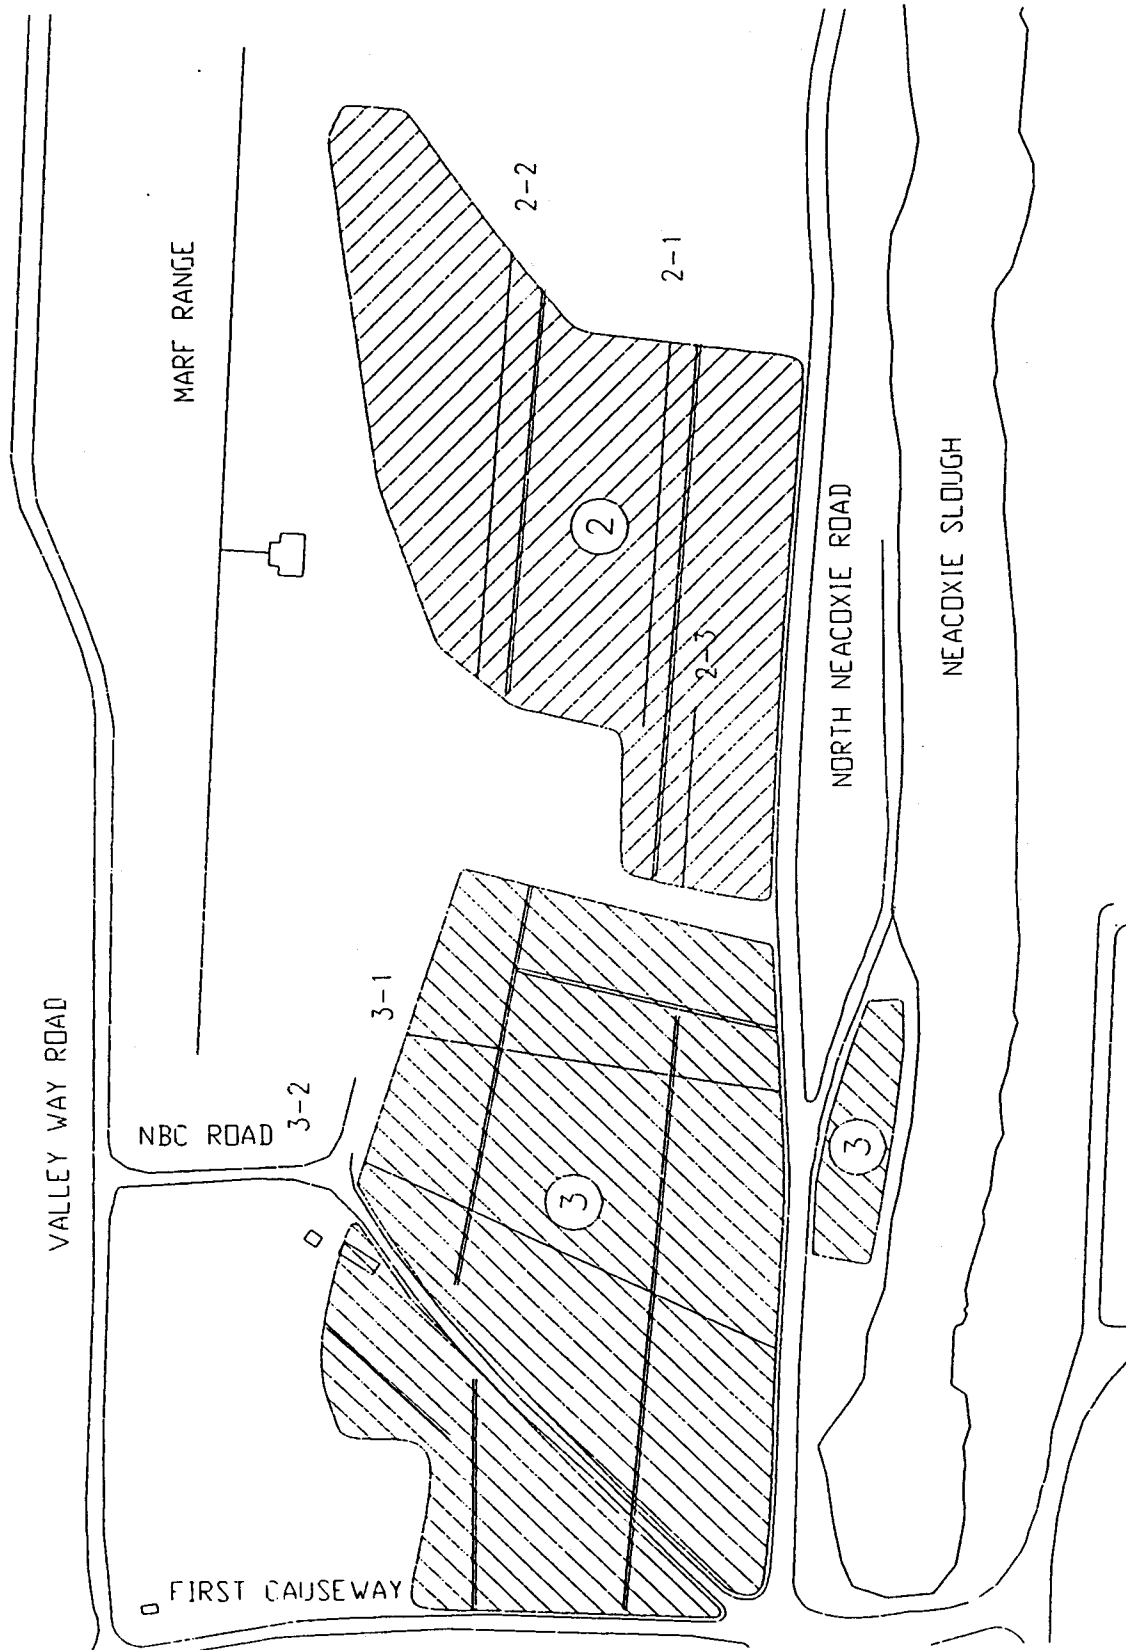 VALLEY WAY ROAD
MARF RANGE
NBC ROAD
FIRST CAUSEWAY
3-2
3-1
2-2
2-1
2-3
2
3
3
NORTH NEACOXIE ROAD
NEACOXIE SLOUGH